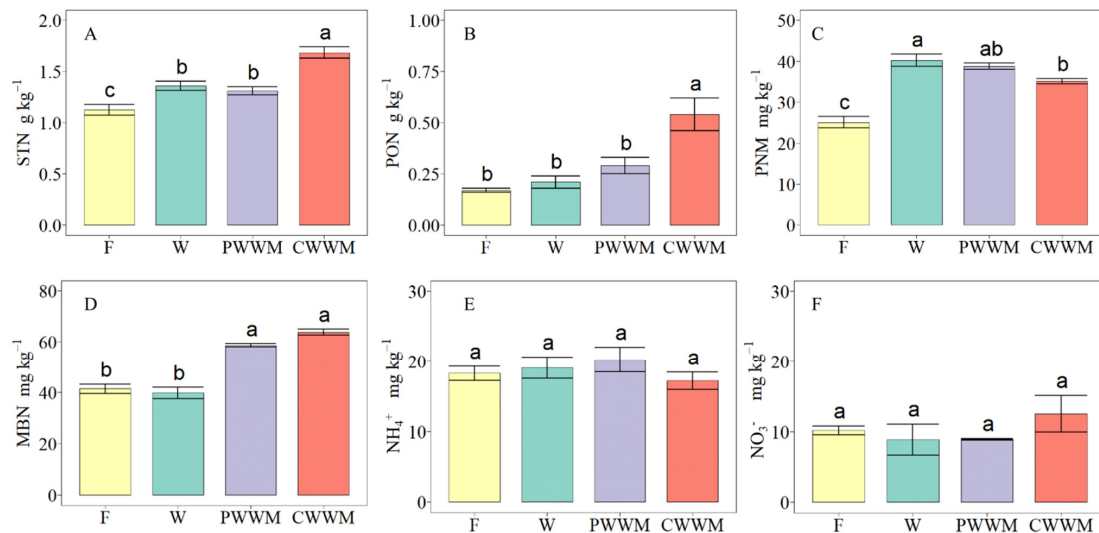 A
STN g kg−1
2.0
1.5
1.0
0.5
0.0
c
b
b
a
F
W
PWWM
CWWM
B
PON g kg−1
1.00
0.75
0.50
0.25
0.00
b
b
b
a
F
W
PWWM
CWWM
C
PNM mg kg−1
50
40
30
20
10
0
c
a
ab
b
F
W
PWWM
CWWM
D
MBN mg kg−1
80
60
40
20
0
b
b
a
a
F
W
PWWM
CWWM
E
NH4+ mg kg−1
30
20
10
0
a
a
a
a
F
W
PWWM
CWWM
F
NO3- mg kg−1
30
20
10
0
a
a
a
a
F
W
PWWM
CWWM